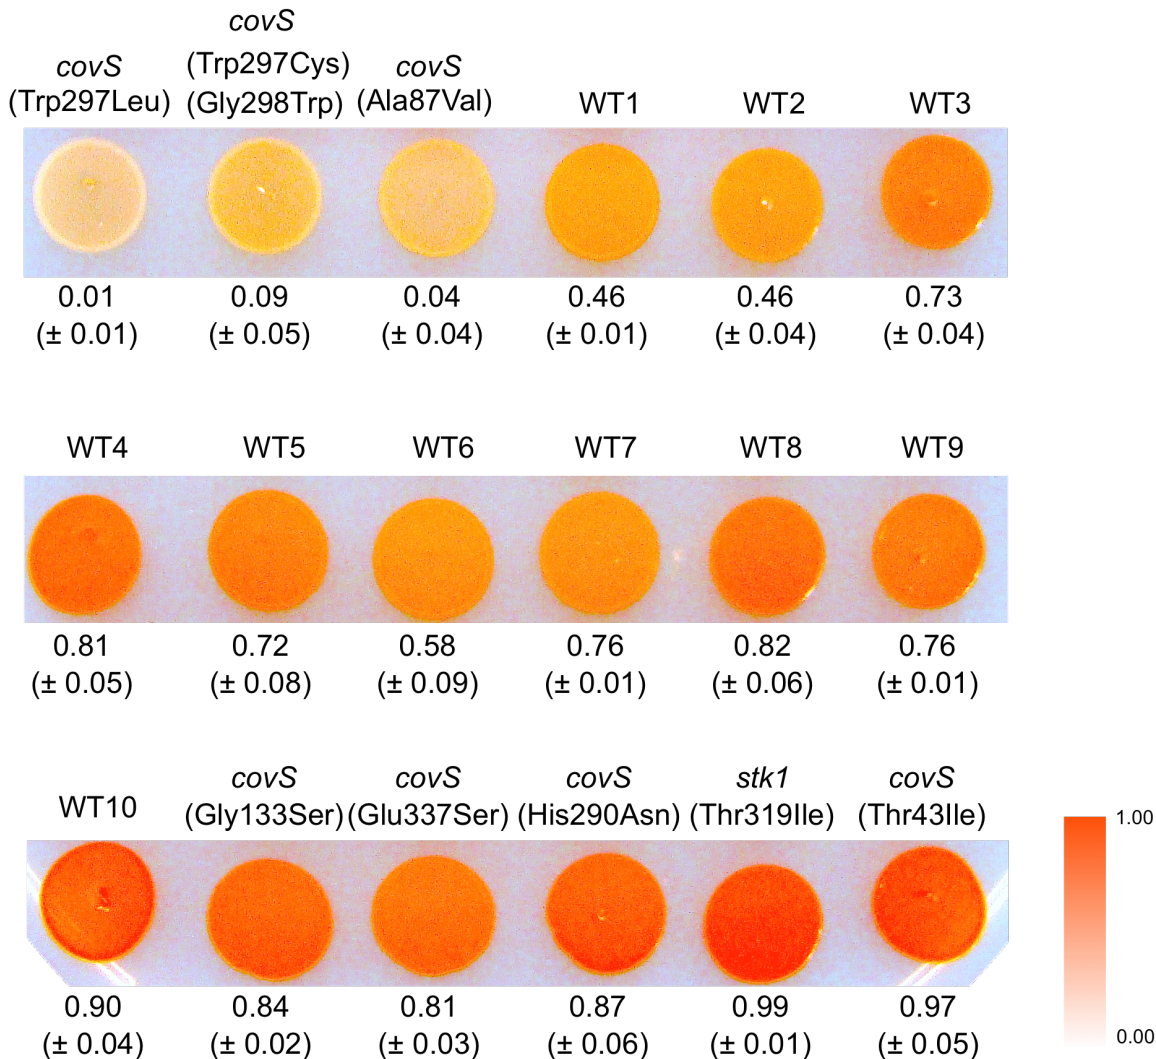 covS
covS
(Trp297Cys)
covS
(Trp297Leu)
(Gly298Trp)
(Ala87Val)
WT1
WT2
WT3
0.01
0.09
0.04
0.46
0.46
0.73
(± 0.01)
(± 0.05)
(± 0.04)
(± 0.01)
(± 0.04)
(± 0.04)
WT4
WT5
WT6
WT7
WT8
WT9
0.81
0.72
0.58
0.76
0.82
0.76
(± 0.05)
(± 0.08)
(± 0.09)
(± 0.01)
(± 0.06)
(± 0.01)
WT10
covS
(Gly133Ser)
covS
(Glu337Ser)
covS
(His290Asn)
stk1
(Thr319Ile)
covS
(Thr43Ile)
1.00
0.00
0.90
0.84
0.81
0.87
0.99
0.97
(± 0.04)
(± 0.02)
(± 0.03)
(± 0.06)
(± 0.01)
(± 0.05)